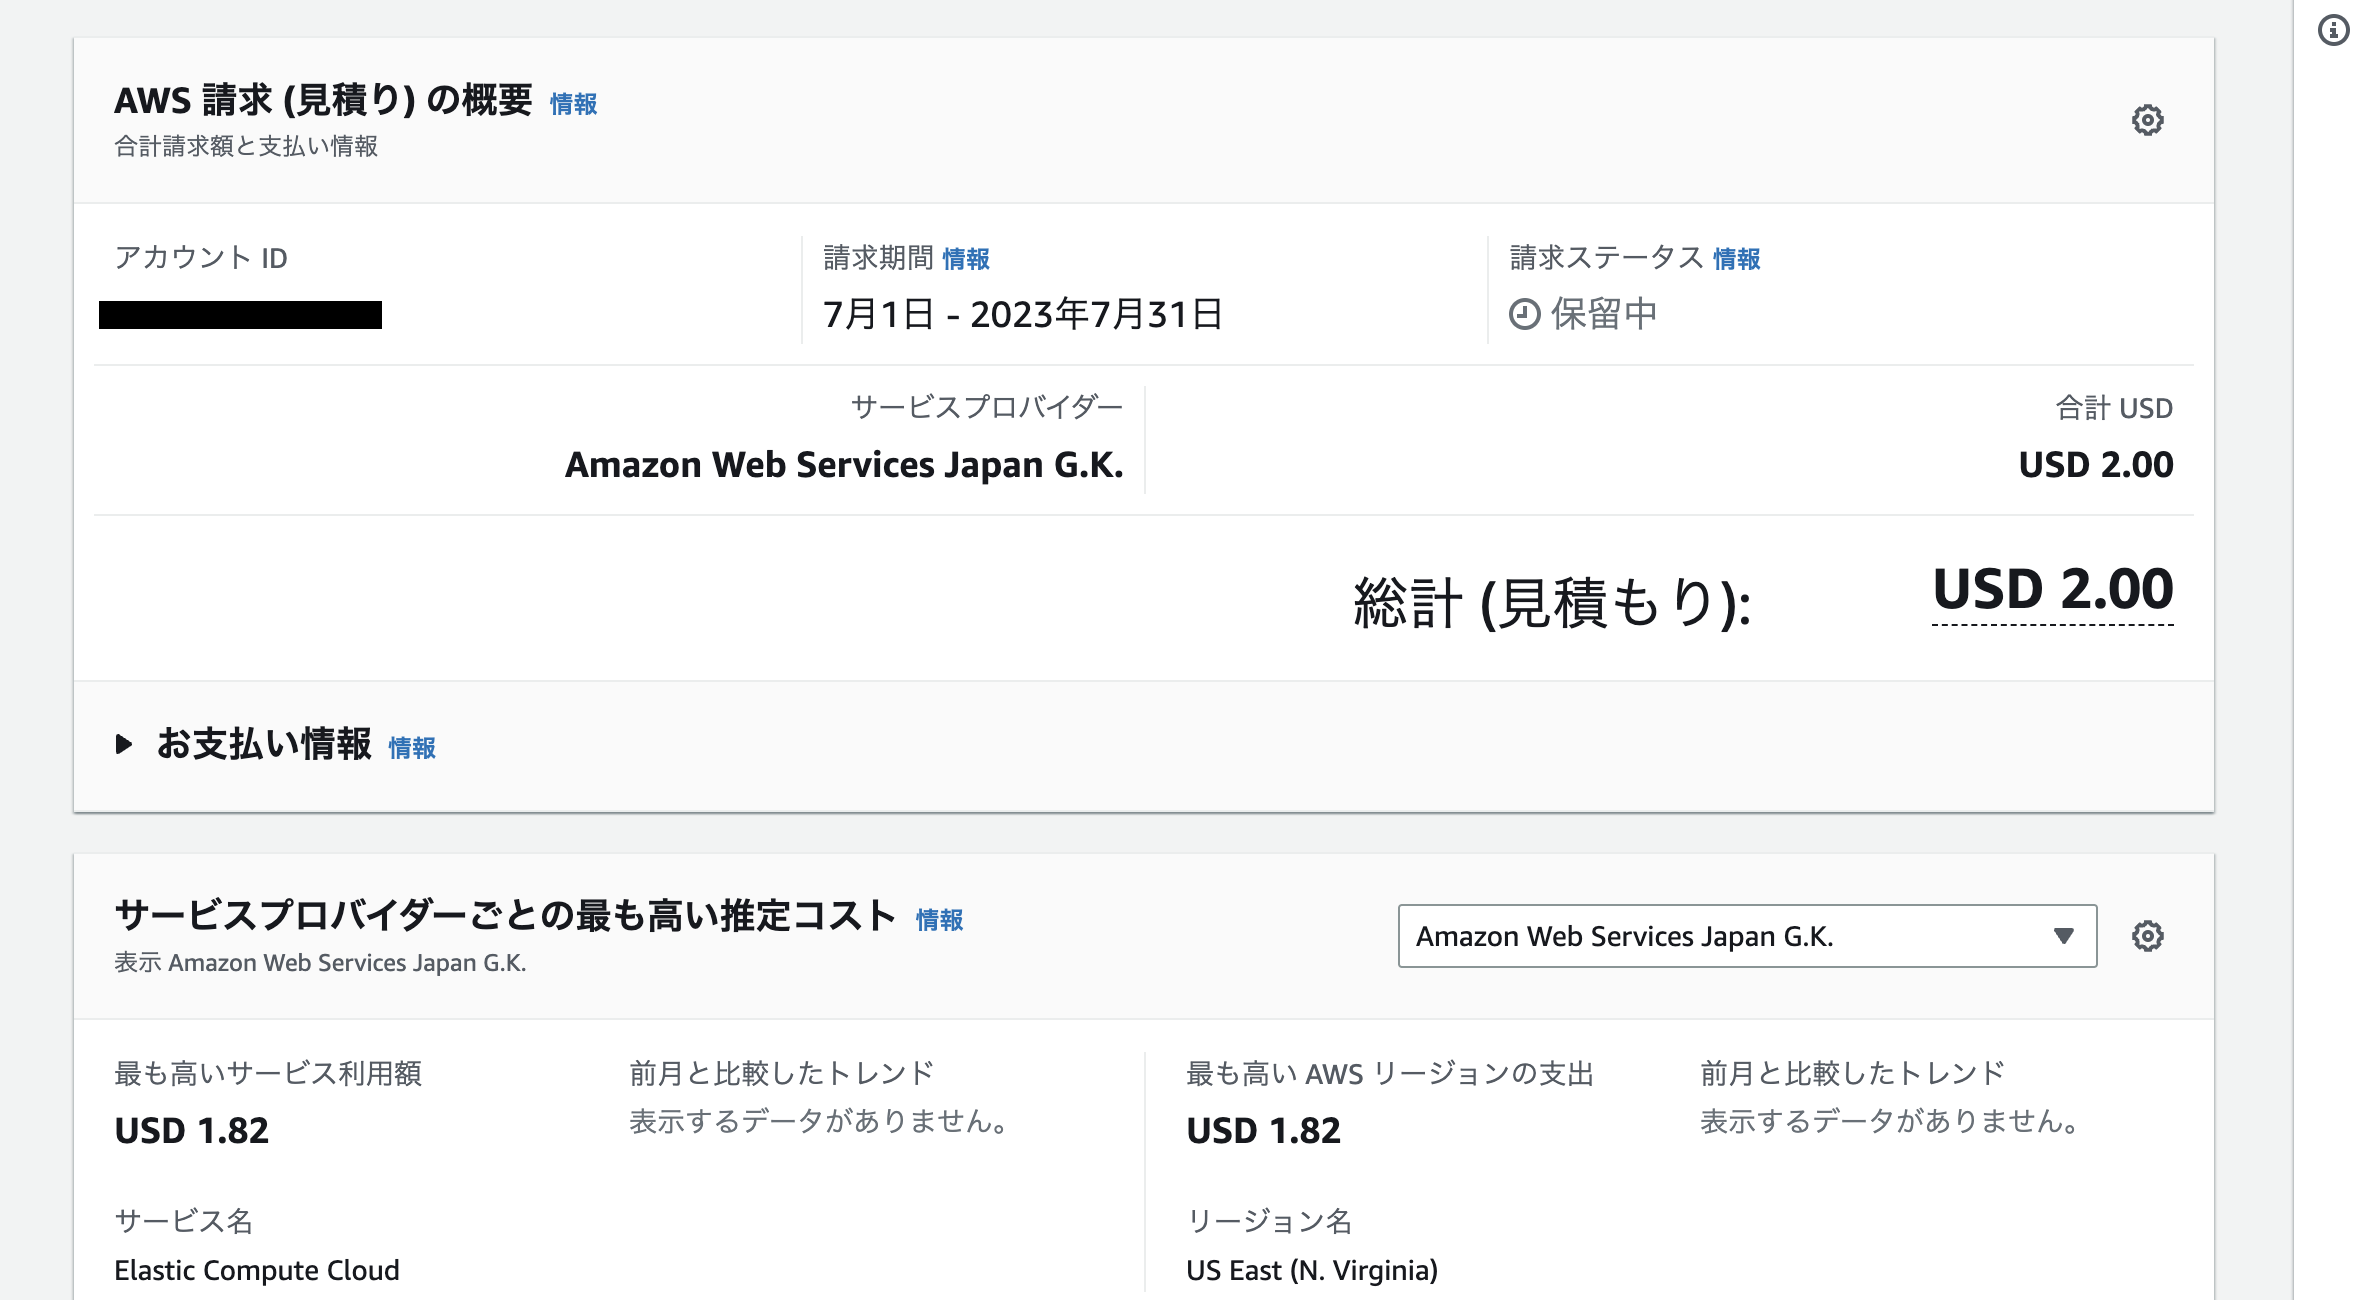 AWS 請求 (見積り) の概要 情報
合計請求額と支払い情報
アカウント ID
請求期間 情報
7月1日 - 2023年7月31日
請求ステータス 情報
保留中
サービスプロバイダー
Amazon Web Services Japan G.K.
合計 USD
USD 2.00
総計 (見積もり): USD 2.00
お支払い情報 情報
サービスプロバイダーごとの最も高い推定コスト 情報
表示 Amazon Web Services Japan G.K.
Amazon Web Services Japan G.K.
最も高いサービス利用額
USD 1.82
前月と比較したトレンド
表示するデータがありません。
サービス名
Elastic Compute Cloud
最も高い AWS リージョンの支出
USD 1.82
前月と比較したトレンド
表示するデータがありません。
リージョン名
US East (N. Virginia)